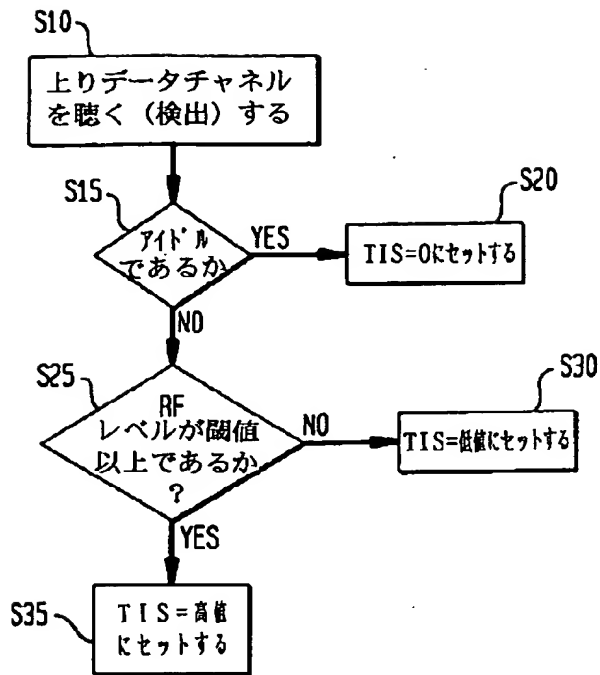 S10
上りデータチャネル
を聴く（検出）する
S15
アイドル
であるか
YES
S20
TIS=0にセットする
NO
S25
RF
レベルが閾値
以上であるか
?
NO
S30
TIS=低値にセットする
YES
S35
TIS=高値
にセットする